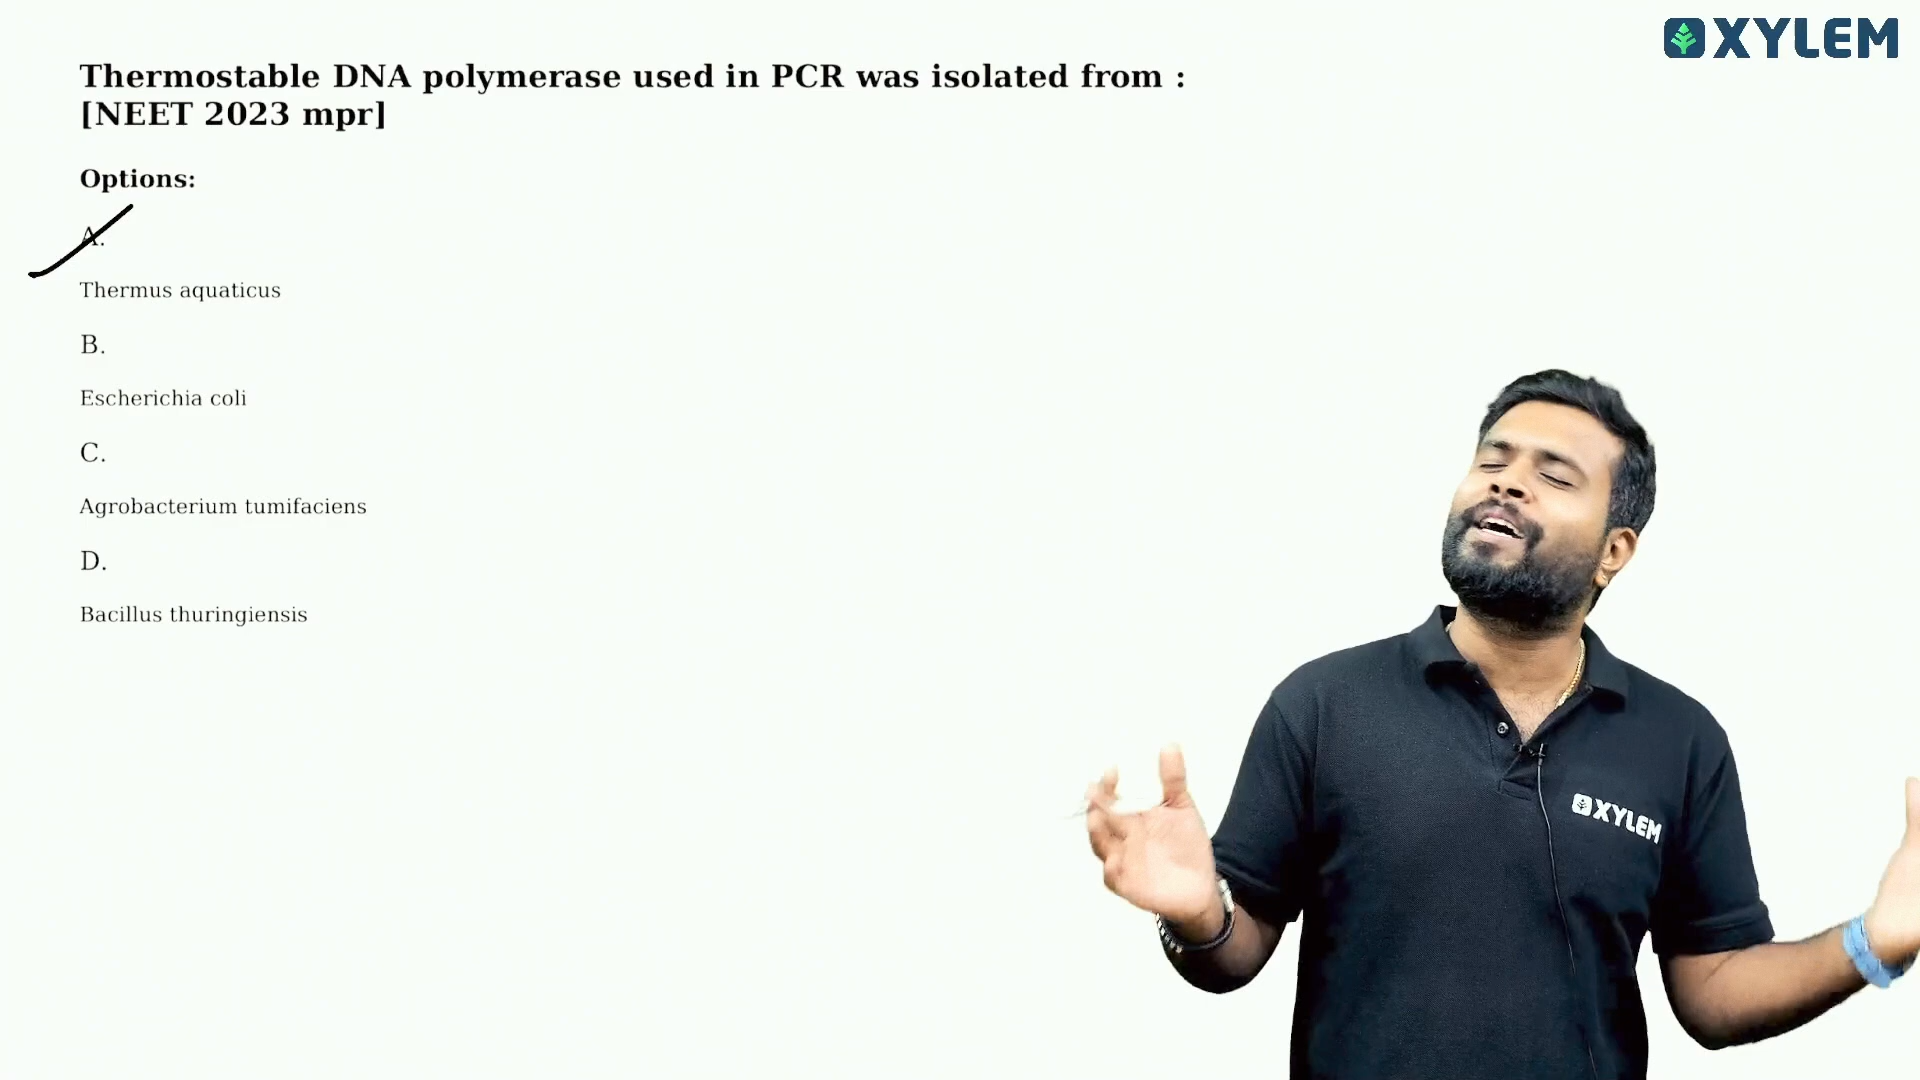 XYLEM
Thermostable DNA polymerase used in PCR was isolated from :
[NEET 2023 mpr]
Options:
A.
Thermus aquaticus
B.
Escherichia coli
C.
Agrobacterium tumifaciens
D.
Bacillus thuringiensis
XYLEM